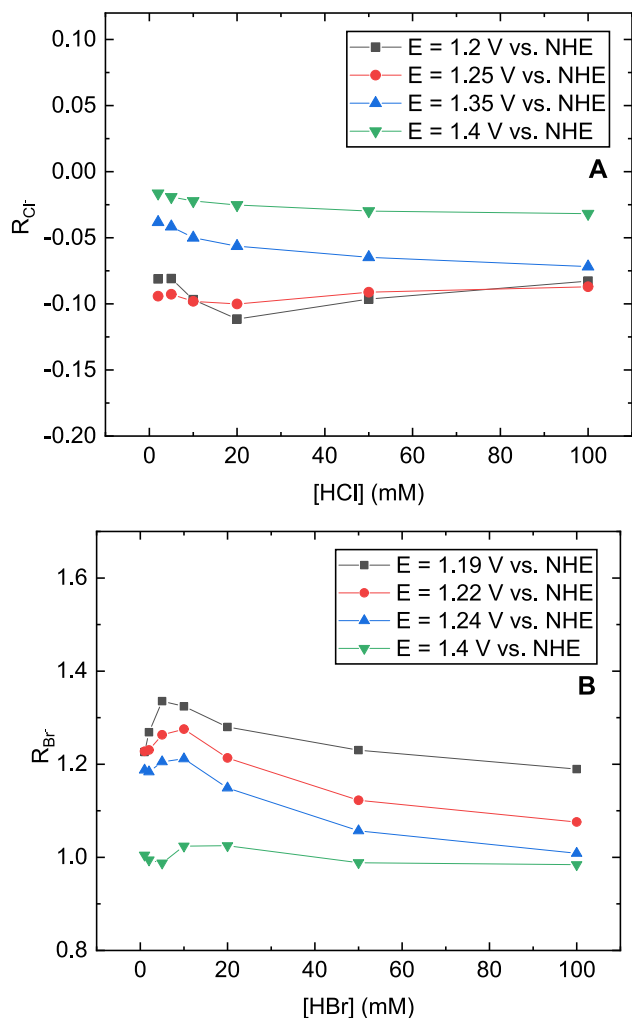 0.10
0.05
0.00
-0.05
-0.10
-0.15
-0.20
R_Cl-
E = 1.2 V vs. NHE
E = 1.25 V vs. NHE
E = 1.35 V vs. NHE
E = 1.4 V vs. NHE
A
0 20 40 60 80 100
[HCl] (mM)
1.6
1.4
1.2
1.0
0.8
R_Br-
E = 1.19 V vs. NHE
E = 1.22 V vs. NHE
E = 1.24 V vs. NHE
E = 1.4 V vs. NHE
B
0 20 40 60 80 100
[HBr] (mM)